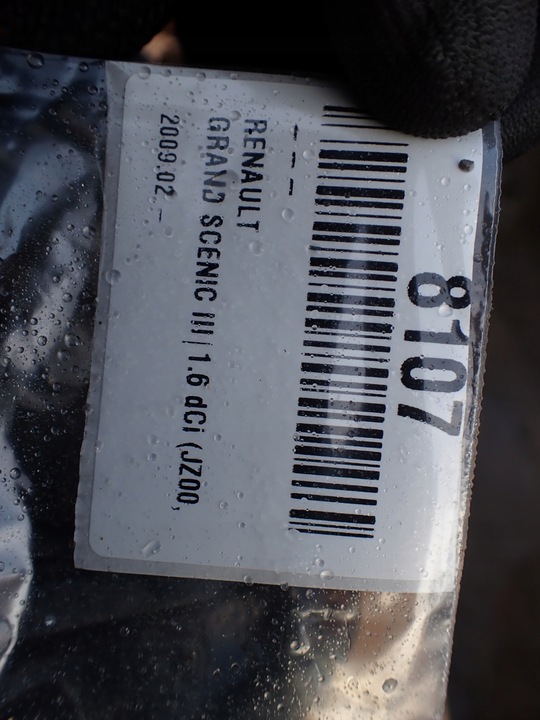 8107
- - -
RENAULT
GRAND SCENIC III | 1.6 dCi (JZ00,
2009.02 -